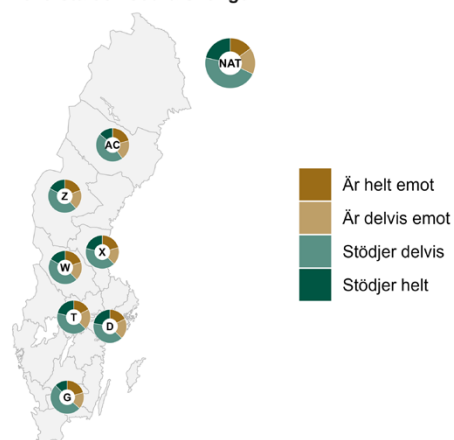 NAT
AC
Z
X
W
T
D
G
Är helt emot
Är delvis emot
Stödjer delvis
Stödjer helt